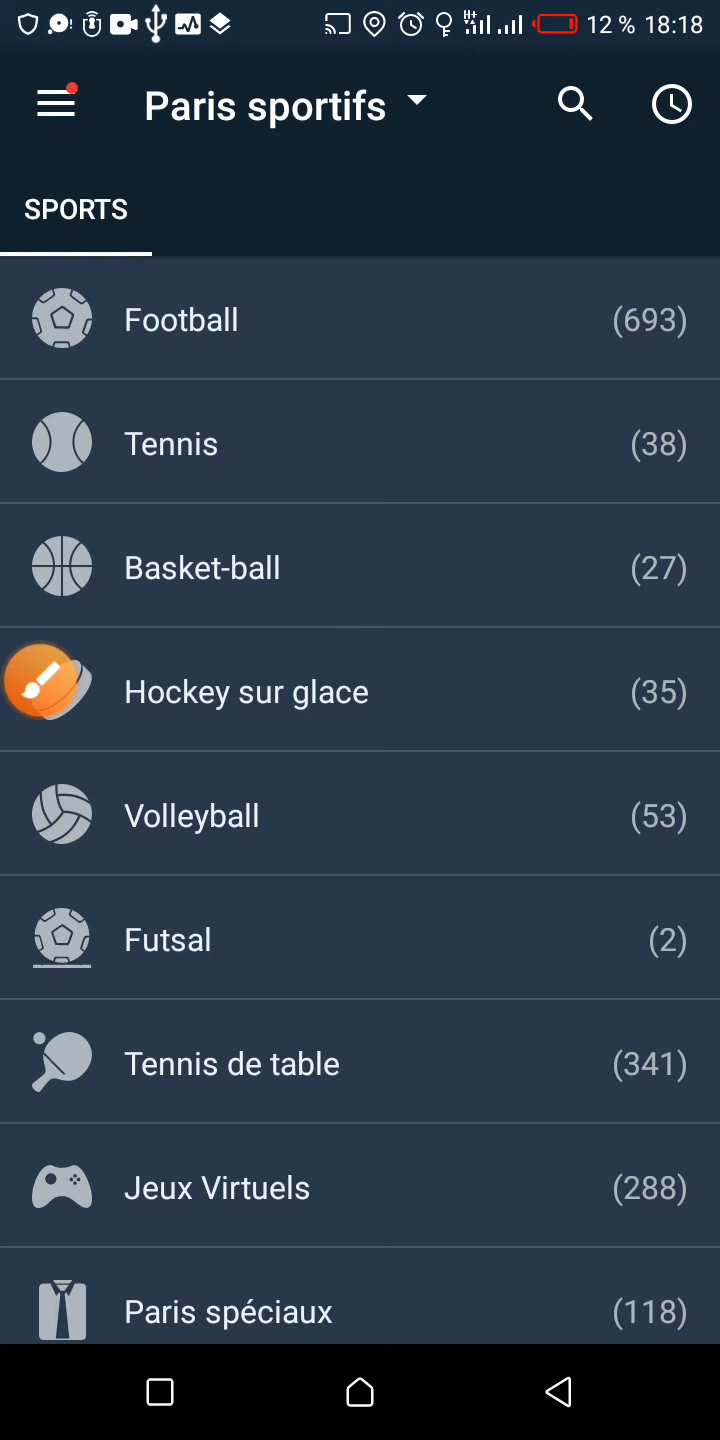 12 % 18:18
Paris sportifs
SPORTS
Football (693)
Tennis (38)
Basket-ball (27)
Hockey sur glace (35)
Volleyball (53)
Futsal (2)
Tennis de table (341)
Jeux Virtuels (288)
Paris spéciaux (118)